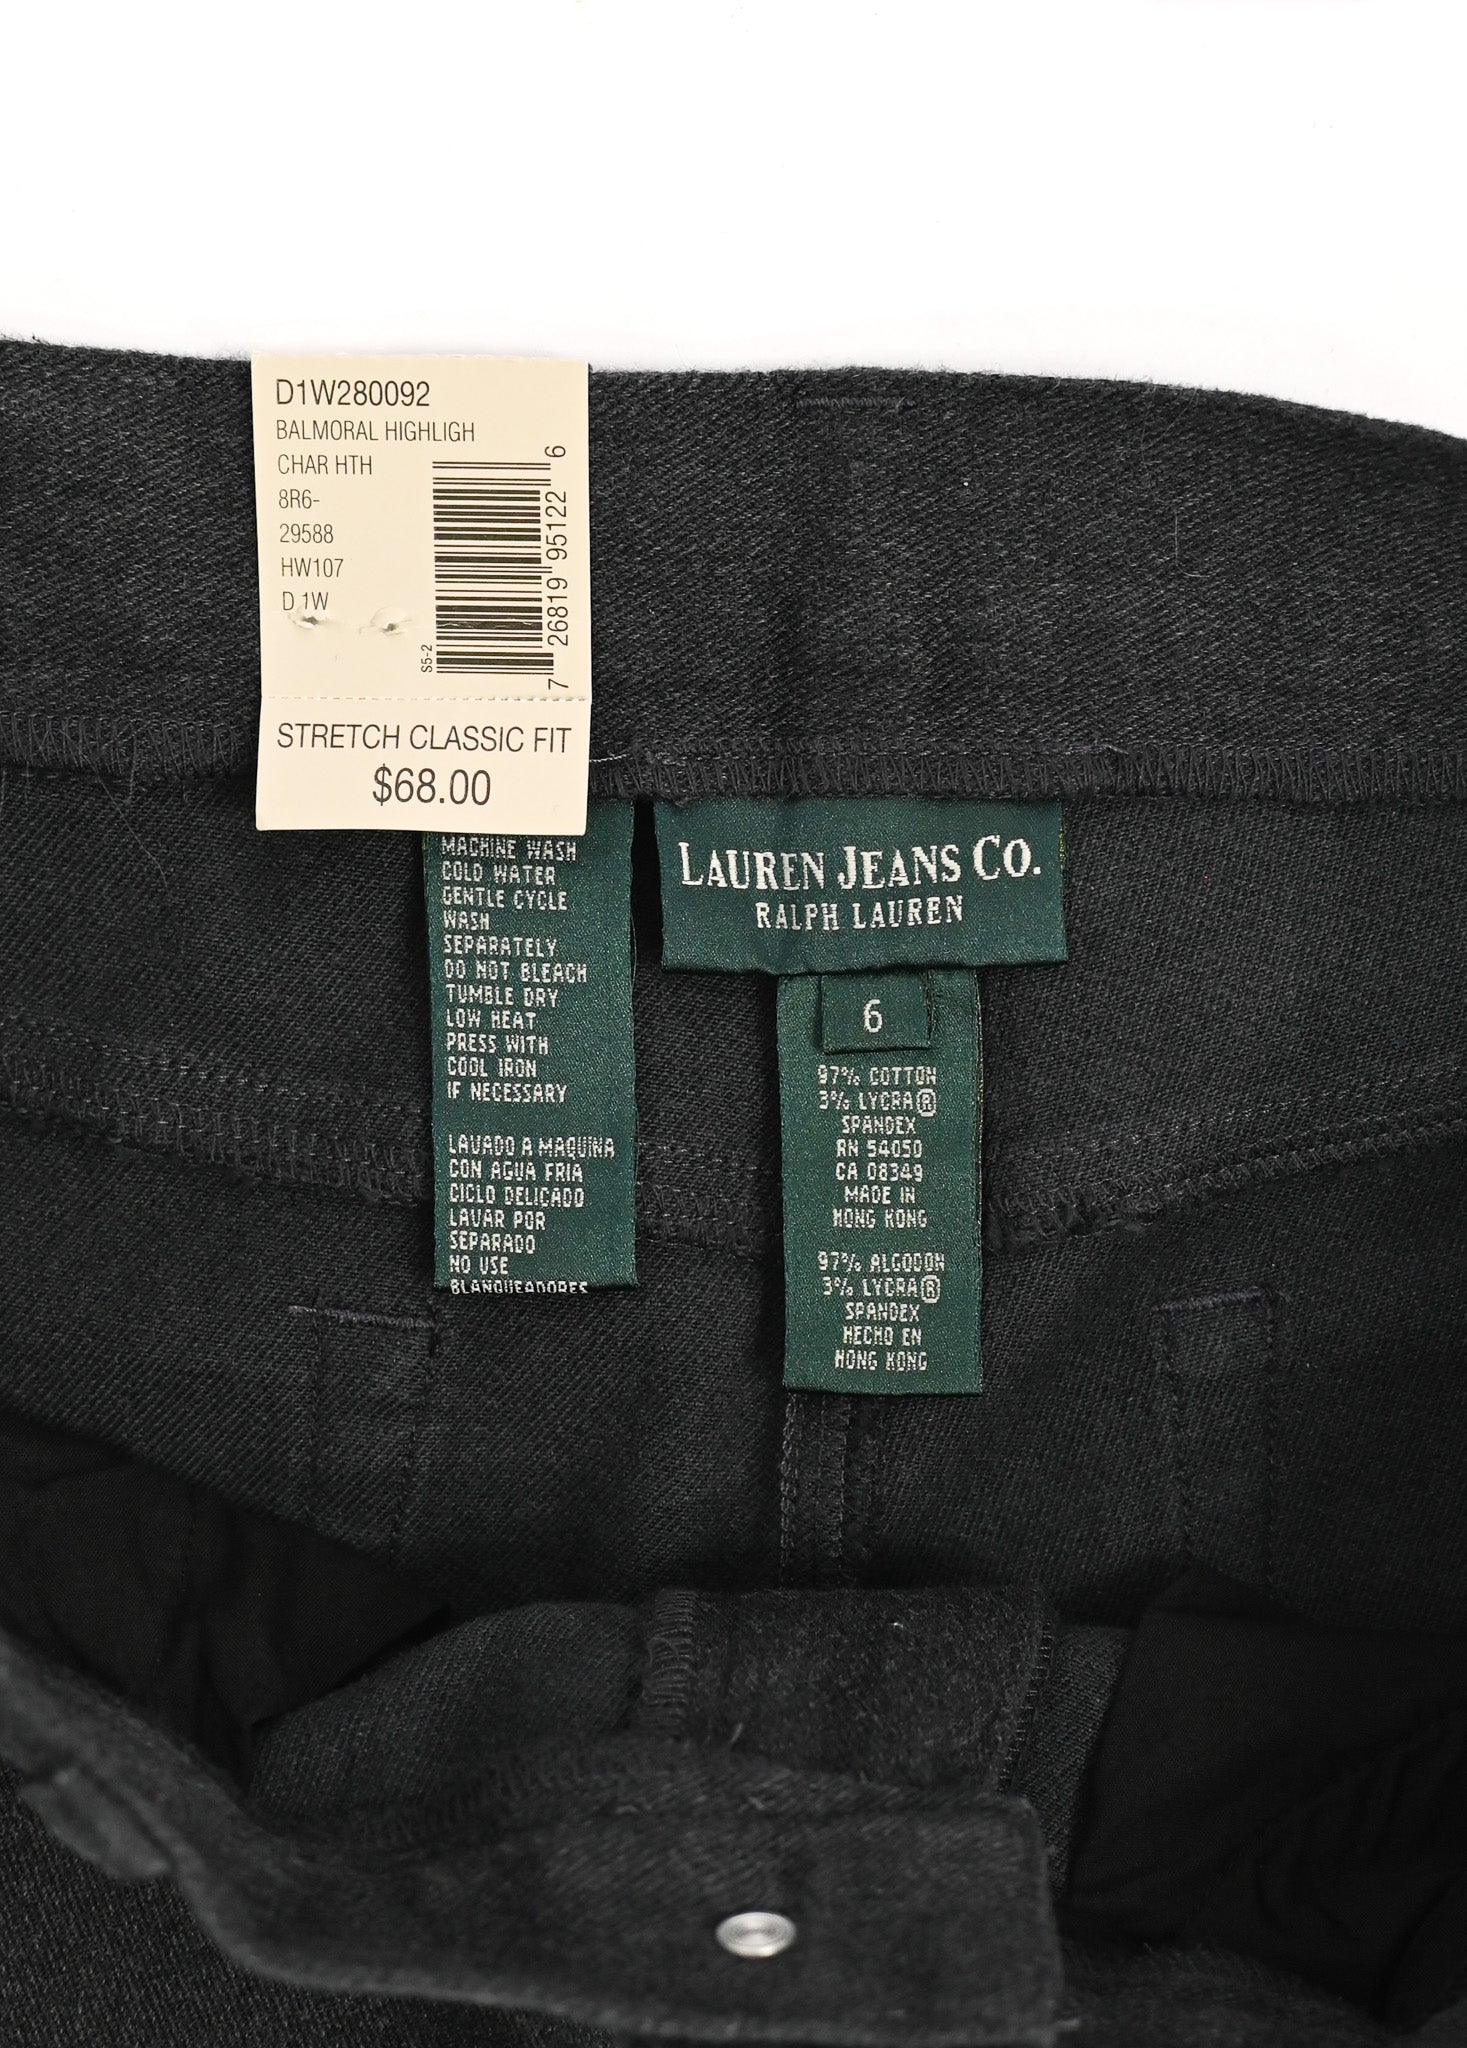 D1W280092
BALMORAL HIGHLIGH
CHAR HTH
8R6-
29588
HW107
D 1W
S5-2
7 26819 95122 6
STRETCH CLASSIC FIT
$68.00
MACHINE WASH
COLD WATER
GENTLE CYCLE
WASH
SEPARATELY
DO NOT BLEACH
TUMBLE DRY
LOW HEAT
PRESS WITH
COOL IRON
IF NECESSARY
LAVADO A MAQUINA
CON AGUA FRIA
CICLO DELICADO
LAVAR POR
SEPARADO
NO USE
BLANQUEADORES
LAUREN JEANS CO.
RALPH LAUREN
6
97% COTTON
3% LYCRA®
SPANDEX
RN 54050
CA 08349
MADE IN
HONG KONG
97% ALGODON
3% LYCRA®
SPANDEX
HECHO EN
HONG KONG